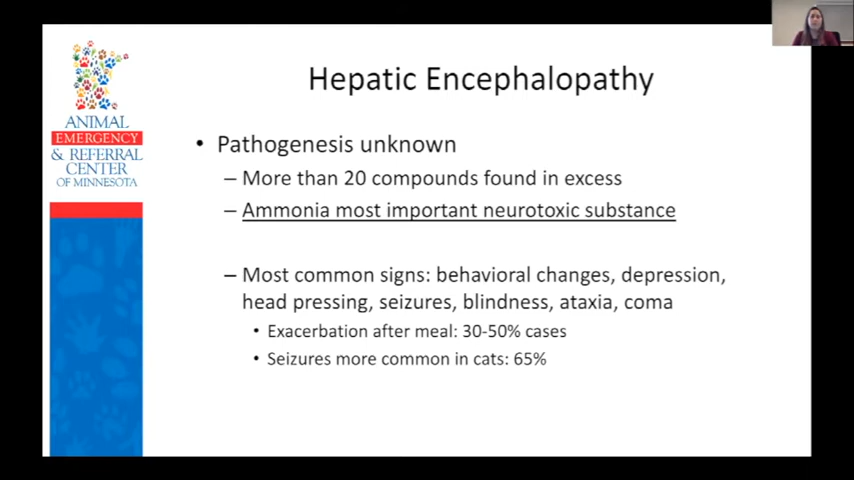 Hepatic Encephalopathy
ANIMAL
EMERGENCY
& REFERRAL
CENTER
OF MINNESOTA
• Pathogenesis unknown
– More than 20 compounds found in excess
– Ammonia most important neurotoxic substance
– Most common signs: behavioral changes, depression,
head pressing, seizures, blindness, ataxia, coma
• Exacerbation after meal: 30-50% cases
• Seizures more common in cats: 65%